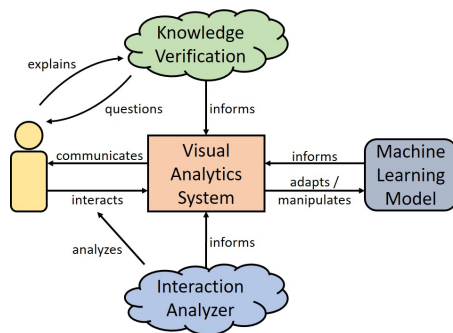 Knowledge
Verification
explains
questions
informs
communicates
Visual
Analytics
System
informs
Machine
Learning
Model
interacts
adapts /
manipulates
analyzes
informs
Interaction
Analyzer